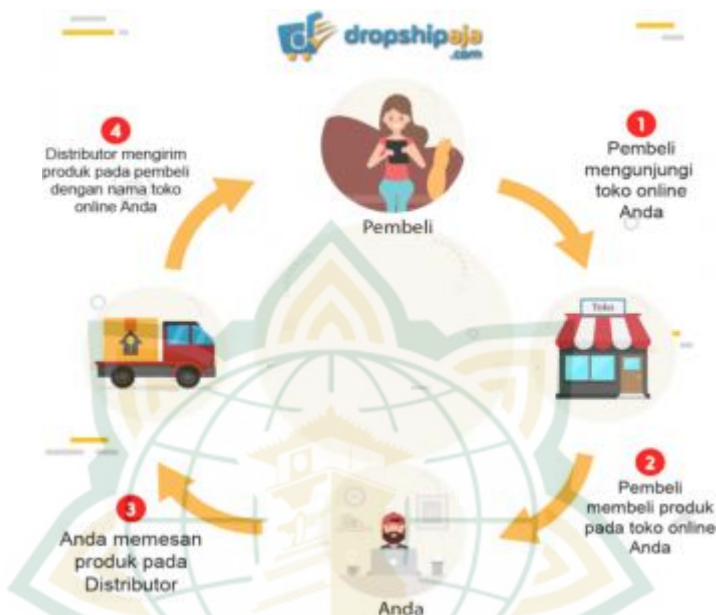 dropshipaja
.com
4
Distributor mengirim
produk pada pembeli
dengan nama toko
online Anda
1
Pembeli
mengunjungi
toko online
Anda
Pembeli
Toko
2
Pembeli
membeli produk
pada toko online
Anda
3
Anda memesan
produk pada
Distributor
Anda